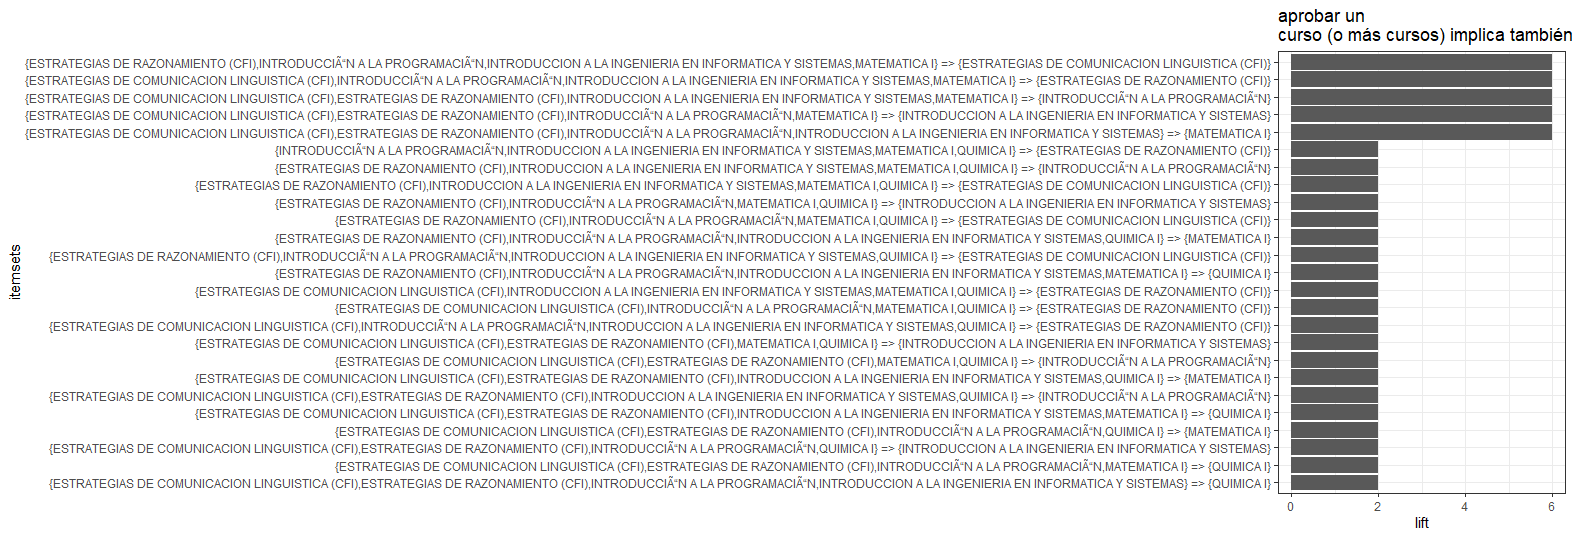 aprobar un
curso (o más cursos) implica también
{ESTRATEGIAS DE RAZONAMIENTO (CFI),INTRODUCCIÃ“N A LA PROGRAMACIÃ“N,INTRODUCCION A LA INGENIERIA EN INFORMATICA Y SISTEMAS,MATEMATICA I} => {ESTRATEGIAS DE COMUNICACION LINGUISTICA (CFI)}
{ESTRATEGIAS DE COMUNICACION LINGUISTICA (CFI),INTRODUCCIÃ“N A LA PROGRAMACIÃ“N,INTRODUCCION A LA INGENIERIA EN INFORMATICA Y SISTEMAS,MATEMATICA I} => {ESTRATEGIAS DE RAZONAMIENTO (CFI)}
{ESTRATEGIAS DE COMUNICACION LINGUISTICA (CFI),ESTRATEGIAS DE RAZONAMIENTO (CFI),INTRODUCCION A LA INGENIERIA EN INFORMATICA Y SISTEMAS,MATEMATICA I} => {INTRODUCCIÃ“N A LA PROGRAMACIÃ“N}
{ESTRATEGIAS DE COMUNICACION LINGUISTICA (CFI),ESTRATEGIAS DE RAZONAMIENTO (CFI),INTRODUCCIÃ“N A LA PROGRAMACIÃ“N,MATEMATICA I} => {INTRODUCCION A LA INGENIERIA EN INFORMATICA Y SISTEMAS}
{ESTRATEGIAS DE COMUNICACION LINGUISTICA (CFI),ESTRATEGIAS DE RAZONAMIENTO (CFI),INTRODUCCIÃ“N A LA PROGRAMACIÃ“N,INTRODUCCION A LA INGENIERIA EN INFORMATICA Y SISTEMAS} => {MATEMATICA I}
{INTRODUCCIÃ“N A LA PROGRAMACIÃ“N,INTRODUCCION A LA INGENIERIA EN INFORMATICA Y SISTEMAS,MATEMATICA I,QUIMICA I} => {ESTRATEGIAS DE RAZONAMIENTO (CFI)}
{ESTRATEGIAS DE RAZONAMIENTO (CFI),INTRODUCCION A LA INGENIERIA EN INFORMATICA Y SISTEMAS,MATEMATICA I,QUIMICA I} => {INTRODUCCIÃ“N A LA PROGRAMACIÃ“N}
{ESTRATEGIAS DE RAZONAMIENTO (CFI),INTRODUCCION A LA INGENIERIA EN INFORMATICA Y SISTEMAS,MATEMATICA I,QUIMICA I} => {ESTRATEGIAS DE COMUNICACION LINGUISTICA (CFI)}
{ESTRATEGIAS DE RAZONAMIENTO (CFI),INTRODUCCIÃ“N A LA PROGRAMACIÃ“N,MATEMATICA I,QUIMICA I} => {INTRODUCCION A LA INGENIERIA EN INFORMATICA Y SISTEMAS}
{ESTRATEGIAS DE RAZONAMIENTO (CFI),INTRODUCCIÃ“N A LA PROGRAMACIÃ“N,MATEMATICA I,QUIMICA I} => {ESTRATEGIAS DE COMUNICACION LINGUISTICA (CFI)}
{ESTRATEGIAS DE RAZONAMIENTO (CFI),INTRODUCCIÃ“N A LA PROGRAMACIÃ“N,INTRODUCCION A LA INGENIERIA EN INFORMATICA Y SISTEMAS,QUIMICA I} => {MATEMATICA I}
{ESTRATEGIAS DE RAZONAMIENTO (CFI),INTRODUCCIÃ“N A LA PROGRAMACIÃ“N,INTRODUCCION A LA INGENIERIA EN INFORMATICA Y SISTEMAS,QUIMICA I} => {ESTRATEGIAS DE COMUNICACION LINGUISTICA (CFI)}
{ESTRATEGIAS DE RAZONAMIENTO (CFI),INTRODUCCIÃ“N A LA PROGRAMACIÃ“N,INTRODUCCION A LA INGENIERIA EN INFORMATICA Y SISTEMAS,MATEMATICA I} => {QUIMICA I}
{ESTRATEGIAS DE COMUNICACION LINGUISTICA (CFI),INTRODUCCION A LA INGENIERIA EN INFORMATICA Y SISTEMAS,MATEMATICA I,QUIMICA I} => {ESTRATEGIAS DE RAZONAMIENTO (CFI)}
{ESTRATEGIAS DE COMUNICACION LINGUISTICA (CFI),INTRODUCCIÃ“N A LA PROGRAMACIÃ“N,MATEMATICA I,QUIMICA I} => {ESTRATEGIAS DE RAZONAMIENTO (CFI)}
{ESTRATEGIAS DE COMUNICACION LINGUISTICA (CFI),INTRODUCCIÃ“N A LA PROGRAMACIÃ“N,INTRODUCCION A LA INGENIERIA EN INFORMATICA Y SISTEMAS,QUIMICA I} => {ESTRATEGIAS DE RAZONAMIENTO (CFI)}
{ESTRATEGIAS DE COMUNICACION LINGUISTICA (CFI),ESTRATEGIAS DE RAZONAMIENTO (CFI),MATEMATICA I,QUIMICA I} => {INTRODUCCION A LA INGENIERIA EN INFORMATICA Y SISTEMAS}
{ESTRATEGIAS DE COMUNICACION LINGUISTICA (CFI),ESTRATEGIAS DE RAZONAMIENTO (CFI),MATEMATICA I,QUIMICA I} => {INTRODUCCIÃ“N A LA PROGRAMACIÃ“N}
{ESTRATEGIAS DE COMUNICACION LINGUISTICA (CFI),ESTRATEGIAS DE RAZONAMIENTO (CFI),INTRODUCCION A LA INGENIERIA EN INFORMATICA Y SISTEMAS,QUIMICA I} => {MATEMATICA I}
{ESTRATEGIAS DE COMUNICACION LINGUISTICA (CFI),ESTRATEGIAS DE RAZONAMIENTO (CFI),INTRODUCCION A LA INGENIERIA EN INFORMATICA Y SISTEMAS,QUIMICA I} => {INTRODUCCIÃ“N A LA PROGRAMACIÃ“N}
{ESTRATEGIAS DE COMUNICACION LINGUISTICA (CFI),ESTRATEGIAS DE RAZONAMIENTO (CFI),INTRODUCCION A LA INGENIERIA EN INFORMATICA Y SISTEMAS,MATEMATICA I} => {QUIMICA I}
{ESTRATEGIAS DE COMUNICACION LINGUISTICA (CFI),ESTRATEGIAS DE RAZONAMIENTO (CFI),INTRODUCCIÃ“N A LA PROGRAMACIÃ“N,QUIMICA I} => {MATEMATICA I}
{ESTRATEGIAS DE COMUNICACION LINGUISTICA (CFI),ESTRATEGIAS DE RAZONAMIENTO (CFI),INTRODUCCIÃ“N A LA PROGRAMACIÃ“N,QUIMICA I} => {INTRODUCCION A LA INGENIERIA EN INFORMATICA Y SISTEMAS}
{ESTRATEGIAS DE COMUNICACION LINGUISTICA (CFI),ESTRATEGIAS DE RAZONAMIENTO (CFI),INTRODUCCIÃ“N A LA PROGRAMACIÃ“N,MATEMATICA I} => {QUIMICA I}
{ESTRATEGIAS DE COMUNICACION LINGUISTICA (CFI),ESTRATEGIAS DE RAZONAMIENTO (CFI),INTRODUCCIÃ“N A LA PROGRAMACIÃ“N,INTRODUCCION A LA INGENIERIA EN INFORMATICA Y SISTEMAS} => {QUIMICA I}
itemsets
0 2 4 6
lift